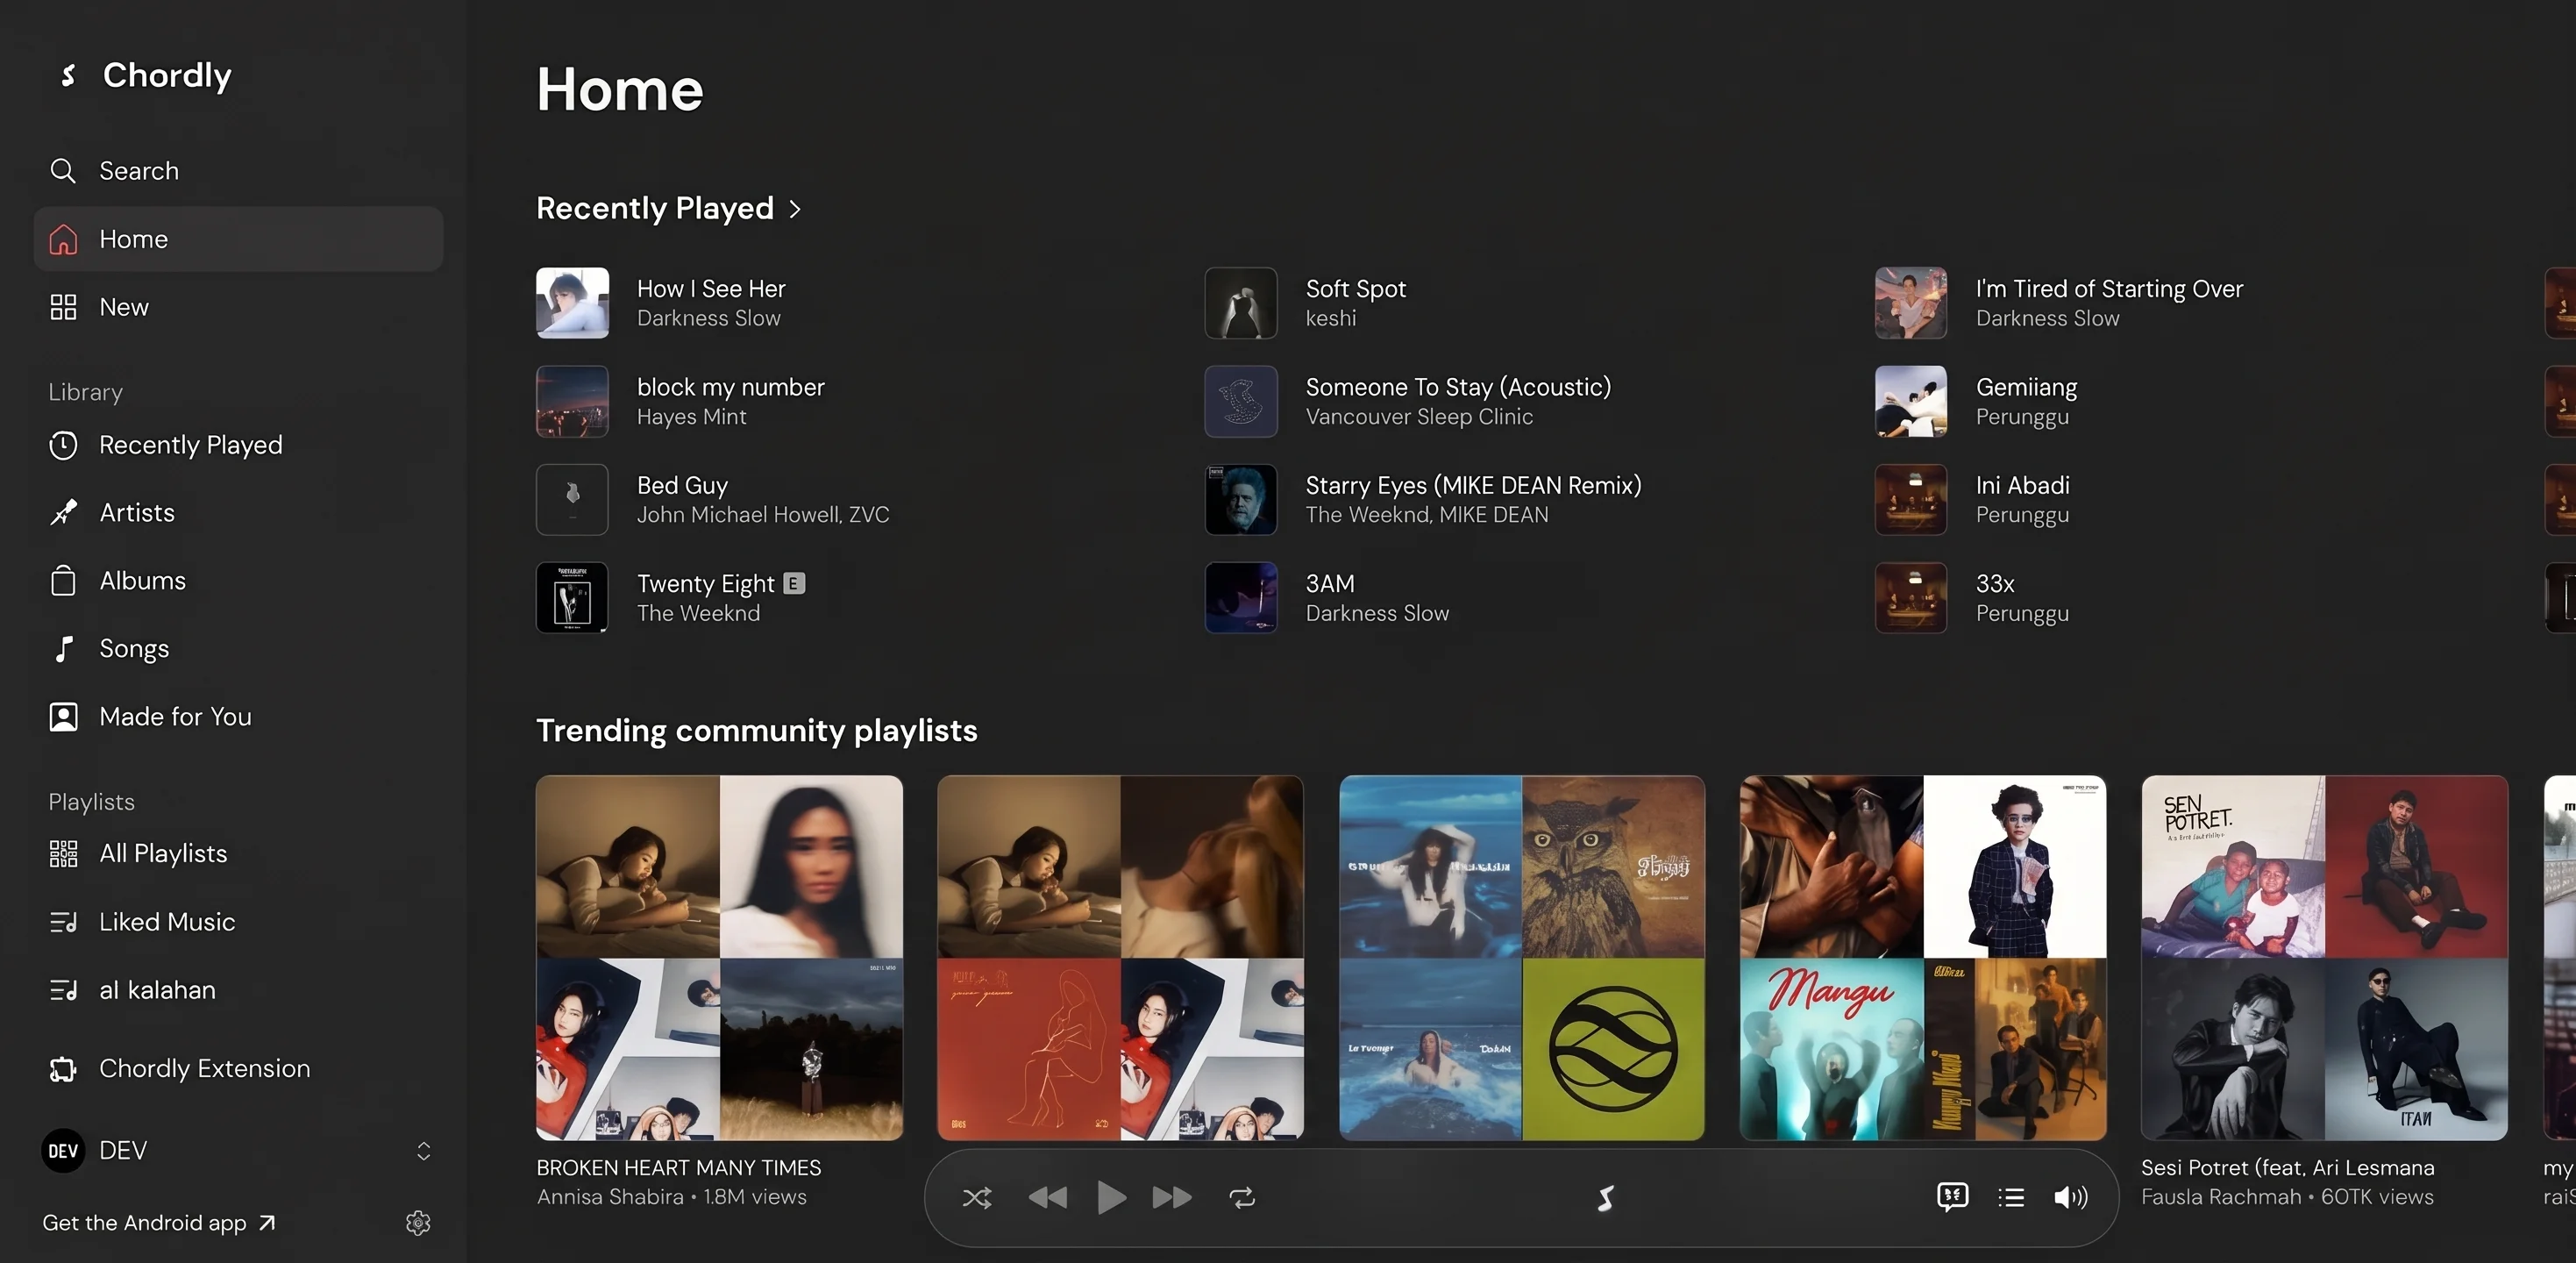 Chordly
Search
Home
New
Library
Recently Played
Artists
Albums
Songs
Made for You
Playlists
All Playlists
Liked Music
al kalahan
Chordly Extension
DEV DEV
Get the Android app
Home
Recently Played
How I See Her
Darkness Slow
block my number
Hayes Mint
Bed Guy
John Michael Howell, ZVC
Twenty Eight E
The Weeknd
Soft Spot
keshi
Someone To Stay (Acoustic)
Vancouver Sleep Clinic
Starry Eyes (MIKE DEAN Remix)
The Weeknd, MIKE DEAN
3AM
Darkness Slow
I'm Tired of Starting Over
Darkness Slow
Gemiiang
Perunggu
Ini Abadi
Perunggu
33x
Perunggu
Trending community playlists
Mangu
SEN
POTRET.
BROKEN HEART MANY TIMES
Annisa Shabira • 1.8M views
Sesi Potret (feat, Ari Lesmana
Fausla Rachmah • 60TK views
my
raiS